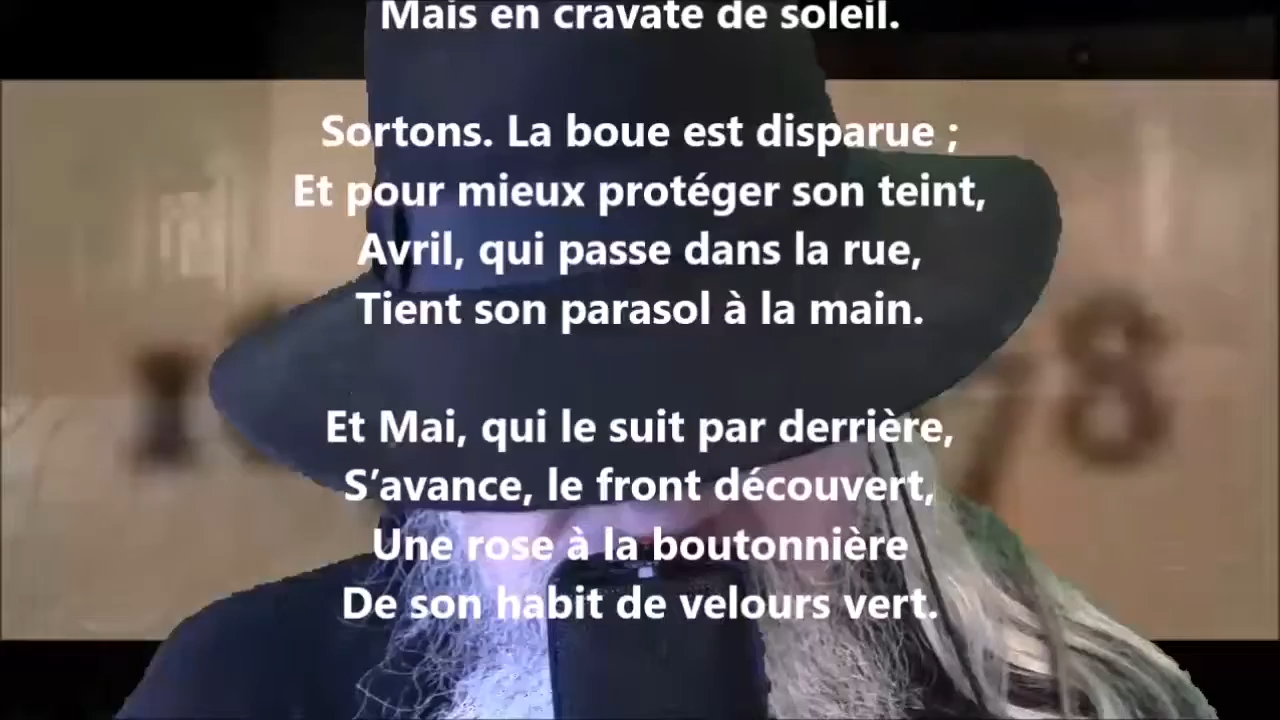 Mais en cravate de soleil.
Sortons. La boue est disparue ;
Et pour mieux protéger son teint,
Avril, qui passe dans la rue,
Tient son parasol à la main.
Et Mai, qui le suit par derrière,
S’avance, le front découvert,
Une rose à la boutonnière
De son habit de velours vert.
78